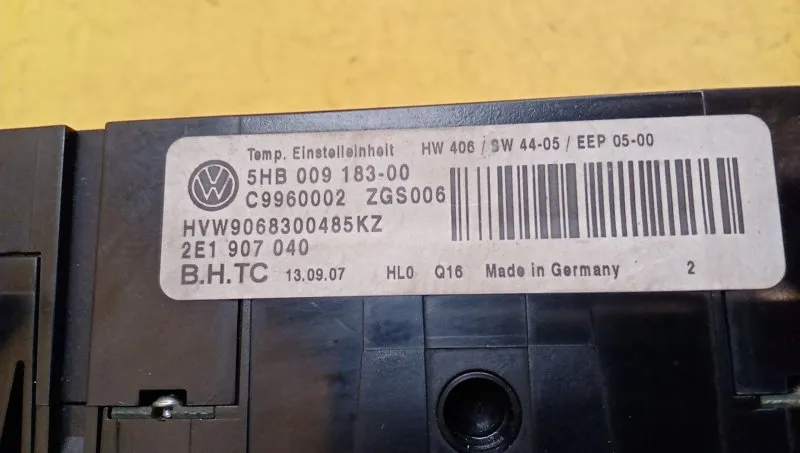 Temp. Einstelleinheit HW 406 / SW 44-05 / EEP 05-00
5HB 009 183-00
C9960002 ZGS006
HVW9068300485KZ
2E1 907 040
B.H.TC 13.09.07 HL0 Q16 Made in Germany 2